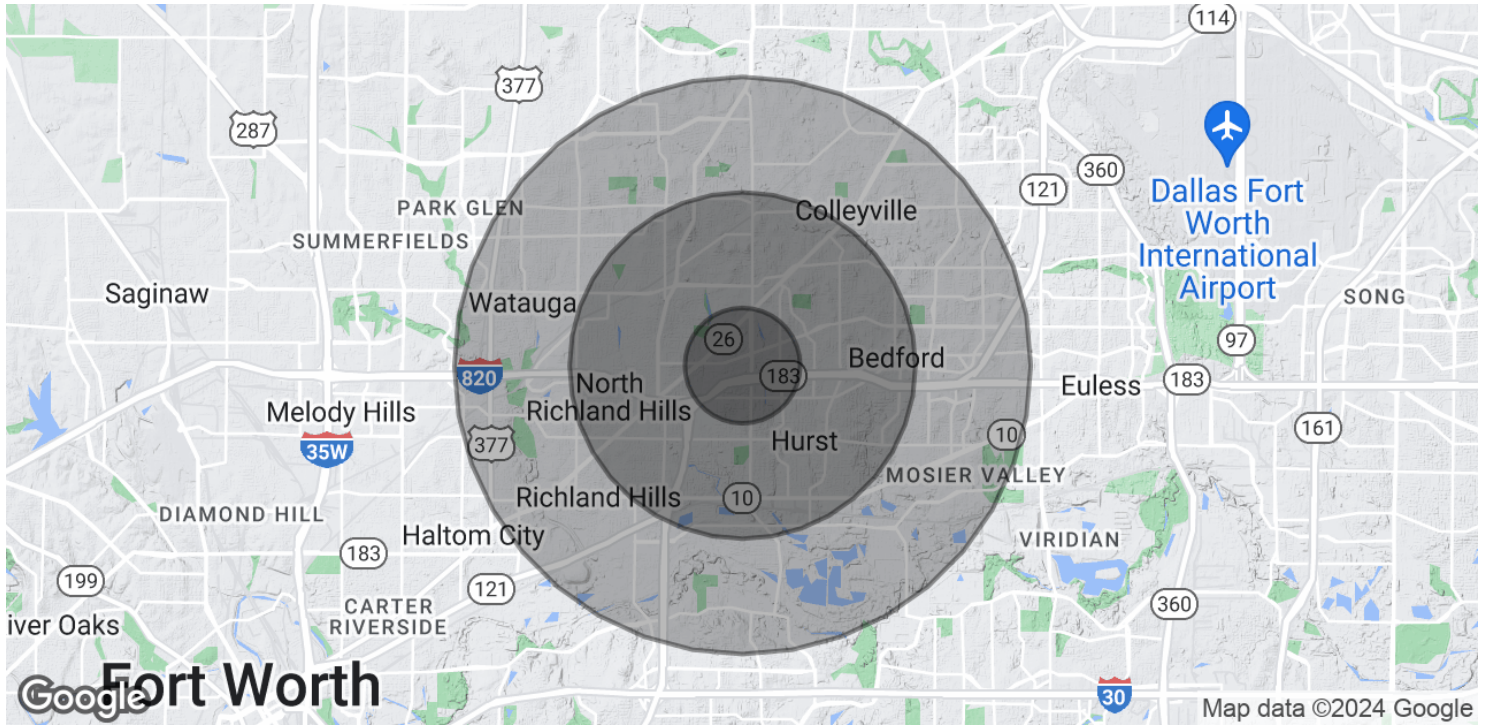 114
377
287
360
121
PARK GLEN
Colleyville
Dallas Fort
Worth
International
Airport
SUMMERFIELDS
Saginaw
Watauga
SONG
26
97
Bedford
183
820
North
Richland Hills
Euless
183
Melody Hills
35W
377
Hurst
10
161
MOSIER VALLEY
Richland Hills
10
DIAMOND HILL
Haltom City
VIRIDIAN
183
199
121
CARTER
RIVERSIDE
360
iver Oaks
Fort Worth
Google
30
Map data ©2024 Google